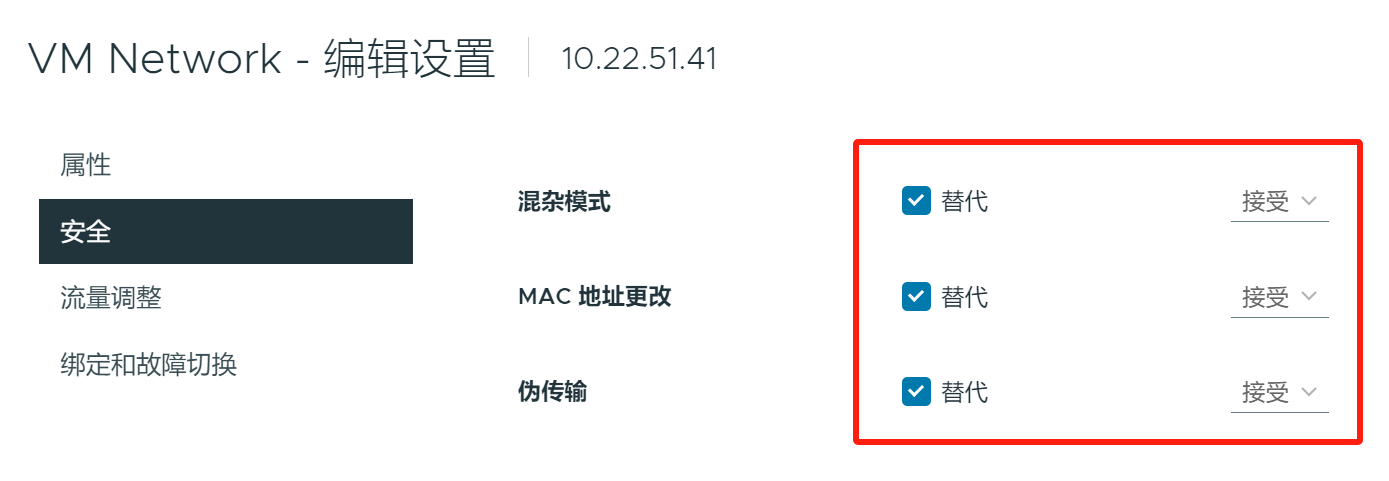 VM Network - 编辑设置 10.22.51.41
属性
安全
流量调整
绑定和故障切换
混杂模式 替代 接受
MAC 地址更改 替代 接受
伪传输 替代 接受